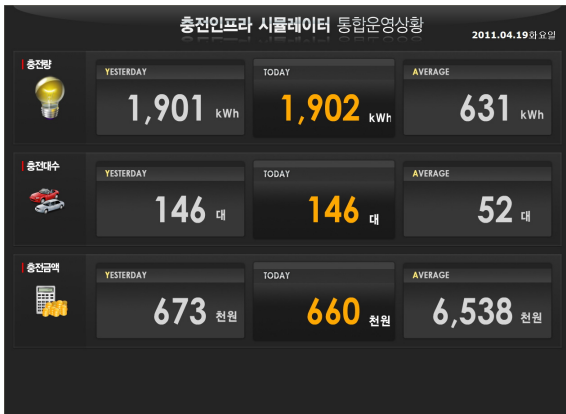 충전인프라 시뮬레이터 통합운영상황
2011.04.19화요일
충전량
YESTERDAY
1,901 kWh
TODAY
1,902 kWh
AVERAGE
631 kWh
충전대수
YESTERDAY
146 대
TODAY
146 대
AVERAGE
52 대
충전금액
YESTERDAY
673 천원
TODAY
660 천원
AVERAGE
6,538 천원